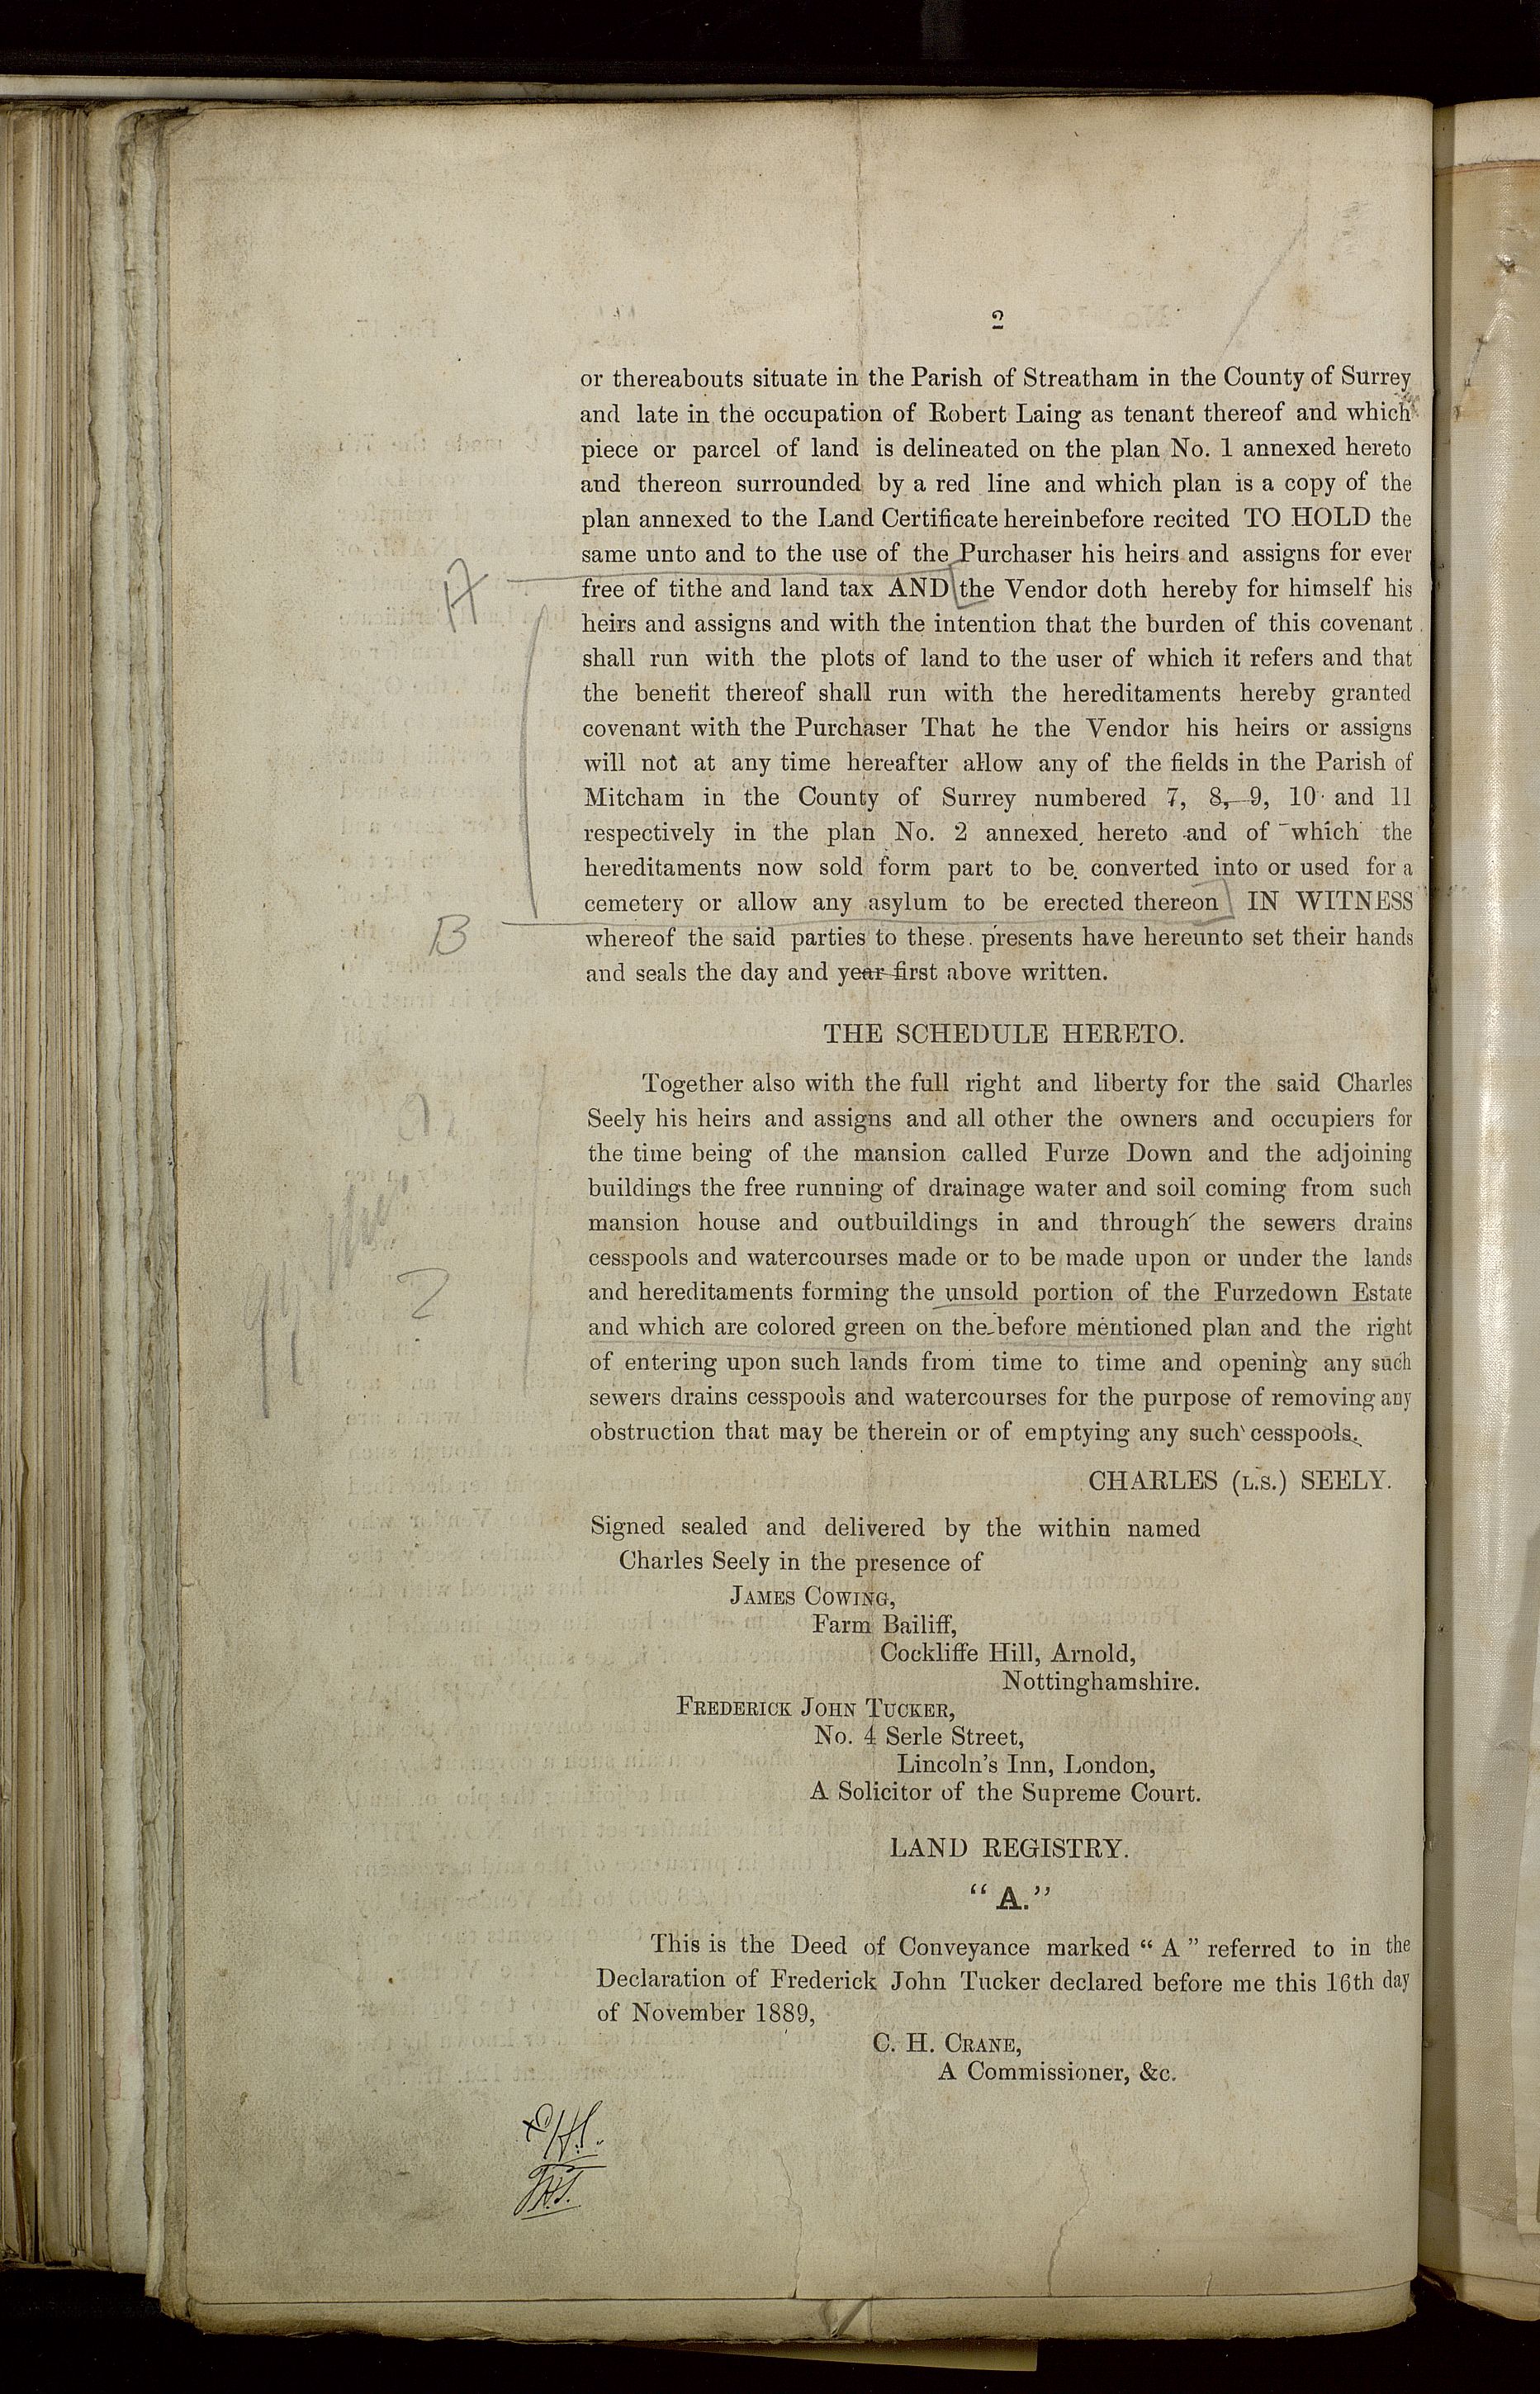 2
or thereabouts situate in the Parish of Streatham in the County of Surrey
and late in the occupation of Robert Laing as tenant thereof and which
piece or parcel of land is delineated on the plan No. 1 annexed hereto
and thereon surrounded by a red line and which plan is a copy of the
plan annexed to the Land Certificate hereinbefore recited TO HOLD the
same unto and to the use of the Purchaser his heirs and assigns for ever
A
free of tithe and land tax AND the Vendor doth hereby for himself his
heirs and assigns and with the intention that the burden of this covenant
shall run with the plots of land to the user of which it refers and that
the benefit thereof shall run with the hereditaments hereby granted
covenant with the Purchaser That he the Vendor his heirs or assigns
will not at any time hereafter allow any of the fields in the Parish of
Mitcham in the County of Surrey numbered 7, 8, 9, 10 and 11
respectively in the plan No. 2 annexed hereto and of which the
hereditaments now sold form part to be converted into or used for a
cemetery or allow any asylum to be erected thereon IN WITNESS
B
whereof the said parties to these presents have hereunto set their hands
and seals the day and year first above written.
THE SCHEDULE HERETO.
Together also with the full right and liberty for the said Charles
Seely his heirs and assigns and all other the owners and occupiers for
the time being of the mansion called Furze Down and the adjoining
buildings the free running of drainage water and soil coming from such
mansion house and outbuildings in and through the sewers drains
cesspools and watercourses made or to be made upon or under the lands
and hereditaments forming the unsold portion of the Furzedown Estate
?
and which are colored green on the before mentioned plan and the right
of entering upon such lands from time to time and opening any such
sewers drains cesspools and watercourses for the purpose of removing any
obstruction that may be therein or of emptying any such cesspools.
CHARLES (L.S.) SEELY.
Signed sealed and delivered by the within named
Charles Seely in the presence of
JAMES COWING,
Farm Bailiff,
Cockliffe Hill, Arnold,
Nottinghamshire.
FREDERICK JOHN TUCKER,
No. 4 Serle Street,
Lincoln's Inn, London,
A Solicitor of the Supreme Court.
LAND REGISTRY.
"A."
This is the Deed of Conveyance marked "A" referred to in the
Declaration of Frederick John Tucker declared before me this 16th day
of November 1889,
C. H. CRANE,
A Commissioner, &c.